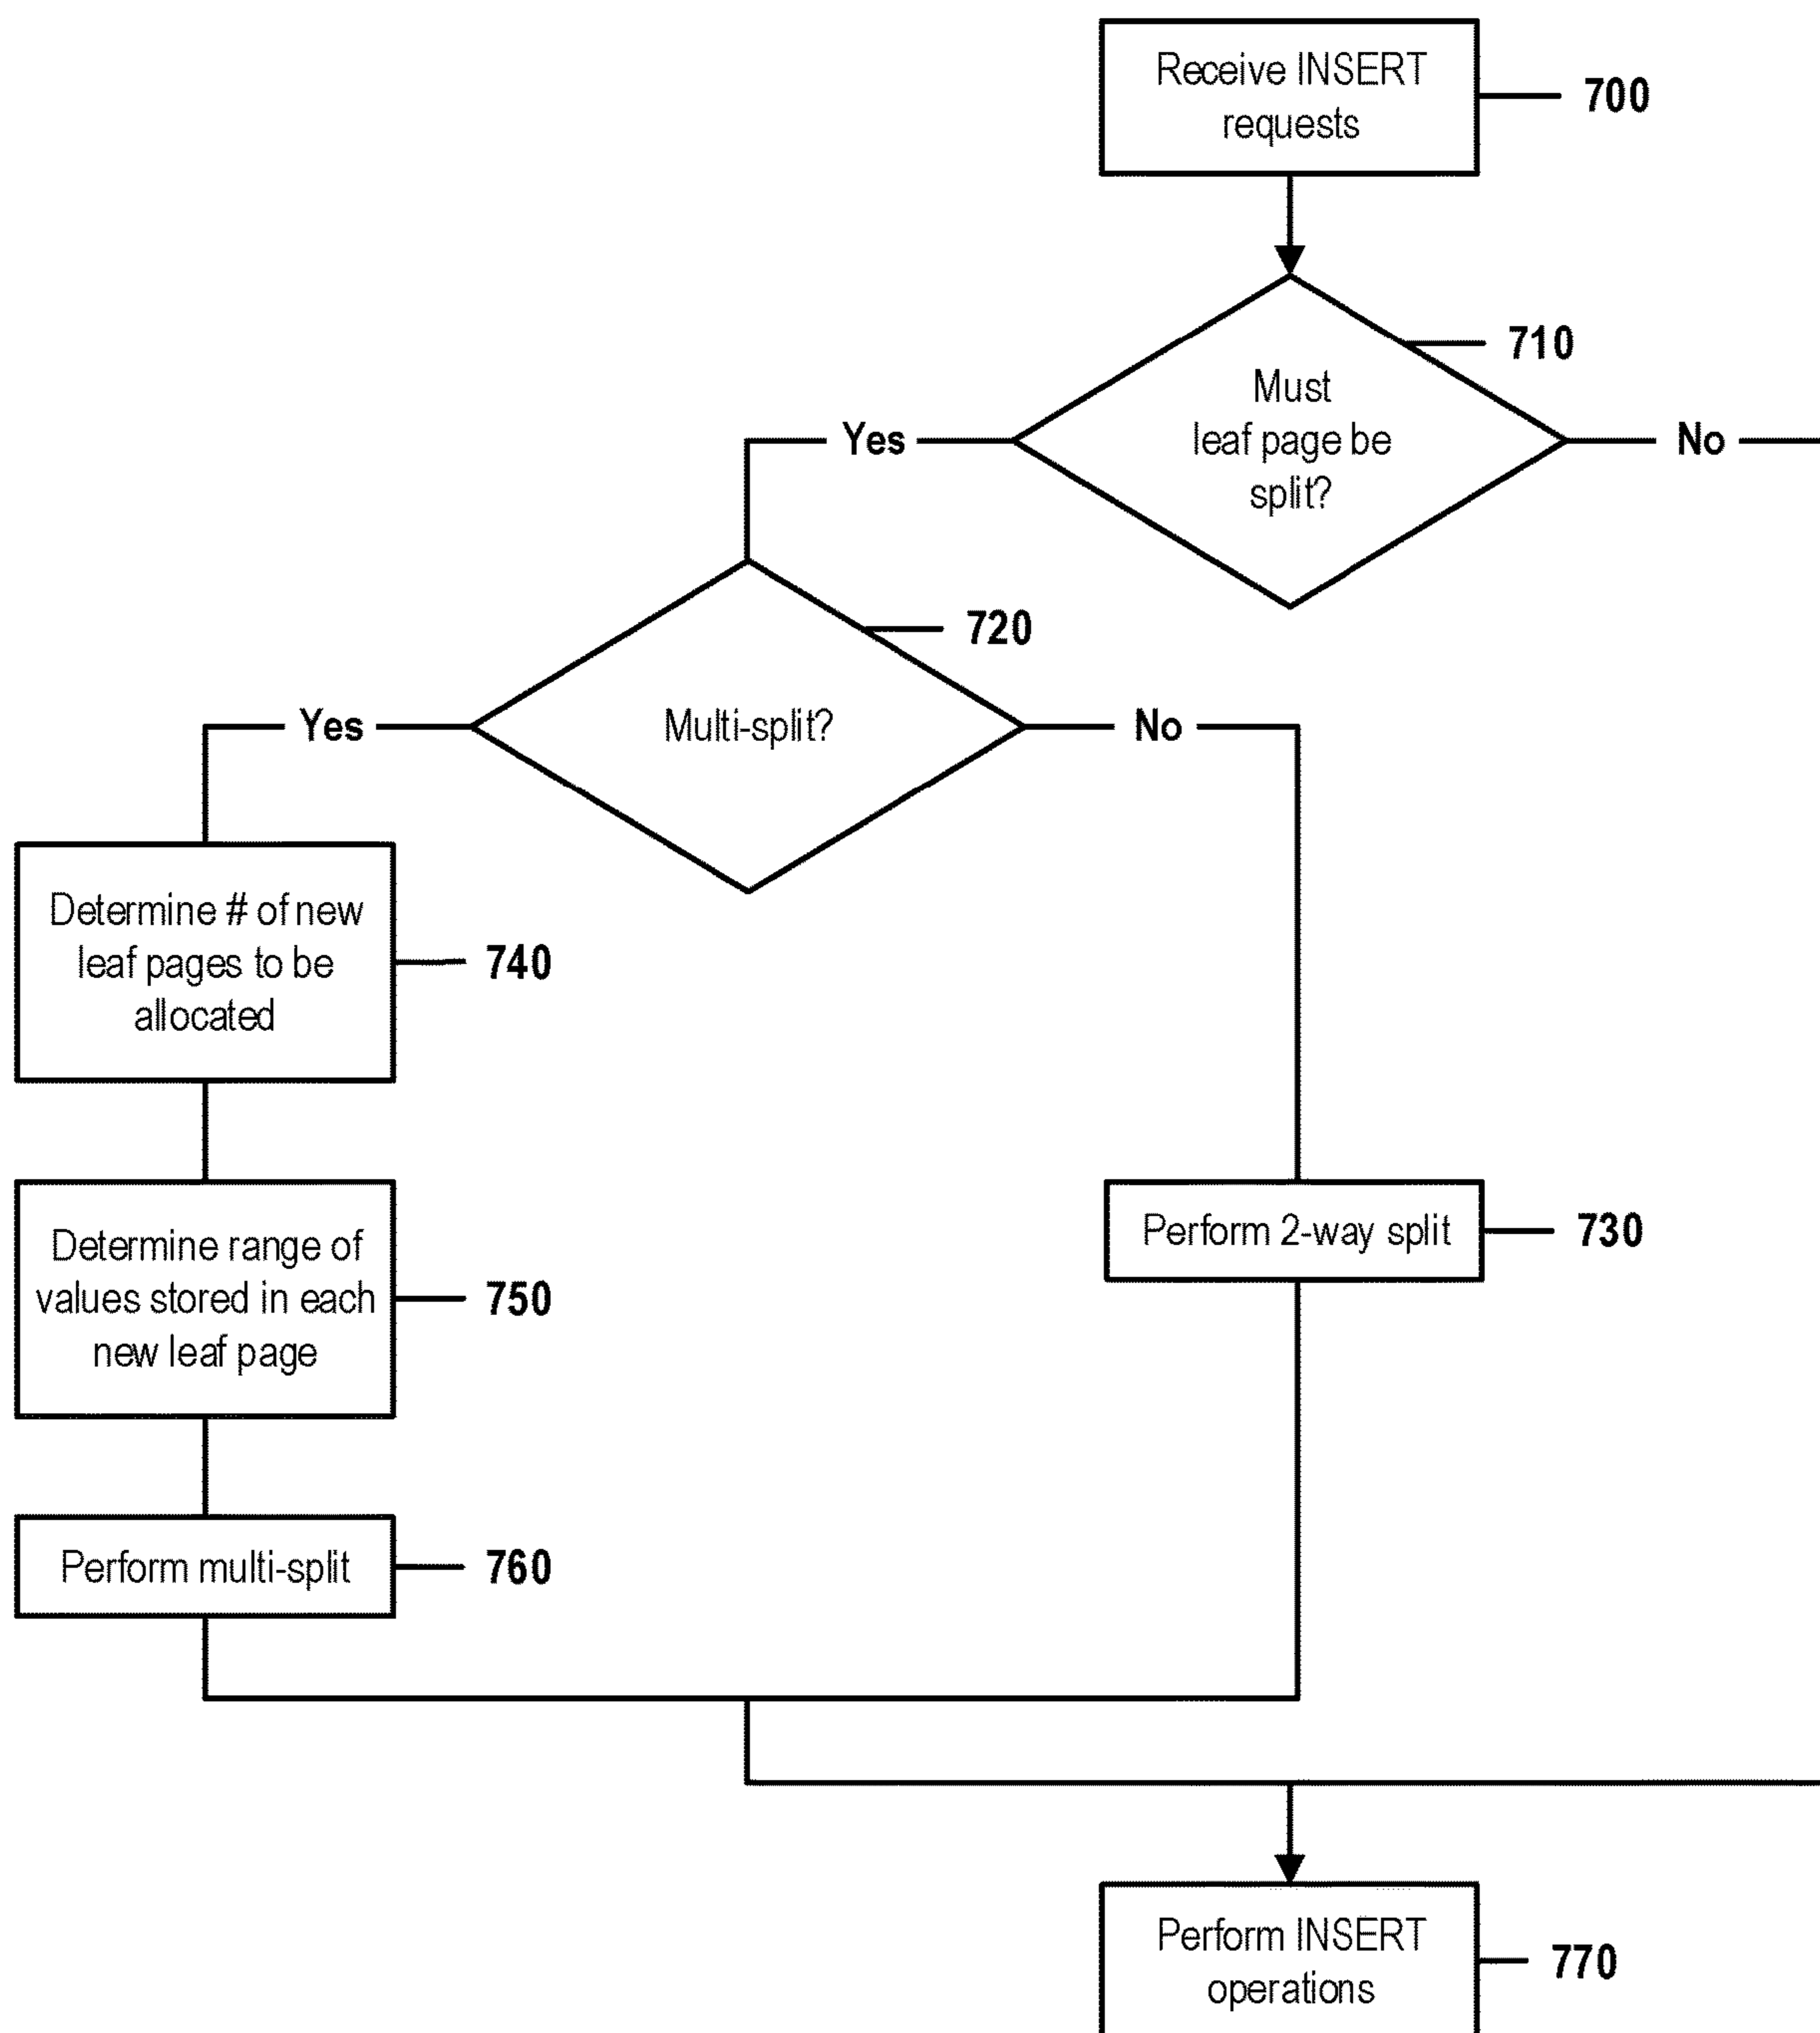 Receive INSERT
requests
700
710
Must
leaf page be
split?
Yes
No
720
Multi-split?
Yes
No
Determine # of new
leaf pages to be
allocated
740
Determine range of
values stored in each
new leaf page
750
Perform 2-way split
730
Perform multi-split
760
Perform INSERT
operations
770